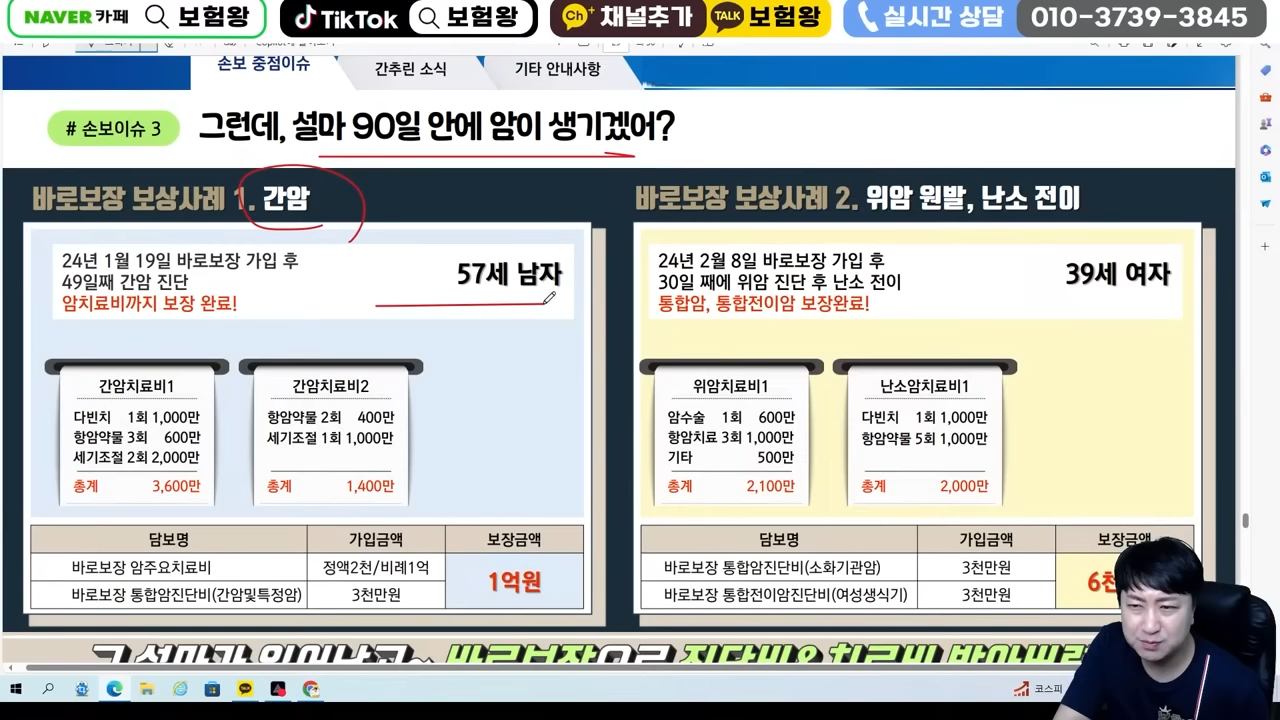 NAVER 카페 보험왕 TikTok 보험왕 Ch+ 채널추가 TALK 보험왕 실시간 상담 010-3739-3845
손보 중점이슈 간추린 소식 기타 안내사항
# 손보이슈 3 그런데, 설마 90일 안에 암이 생기겠어?
바로보장 보상사례 1. 간암
24년 1월 19일 바로보장 가입 후
49일째 간암 진단
암치료비까지 보장 완료!
57세 남자
간암치료비1
다빈치 1회 1,000만
항암약물 3회 600만
세기조절 2회 2,000만
총계 3,600만
간암치료비2
항암약물 2회 400만
세기조절 1회 1,000만
총계 1,400만
담보명 가입금액 보장금액
바로보장 암주요치료비 정액2천/비례1억
바로보장 통합암진단비(간암및특정암) 3천만원
1억원
바로보장 보상사례 2. 위암 원발, 난소 전이
24년 2월 8일 바로보장 가입 후
30일 째에 위암 진단 후 난소 전이
통합암, 통합전이암 보장완료!
39세 여자
위암치료비1
암수술 1회 600만
항암치료 3회 1,000만
기타 500만
총계 2,100만
난소암치료비1
다빈치 1회 1,000만
항암약물 5회 1,000만
총계 2,000만
담보명 가입금액 보장금액
바로보장 통합암진단비(소화기관암) 3천만원
바로보장 통합전이암진단비(여성생식기) 3천만원
코스피